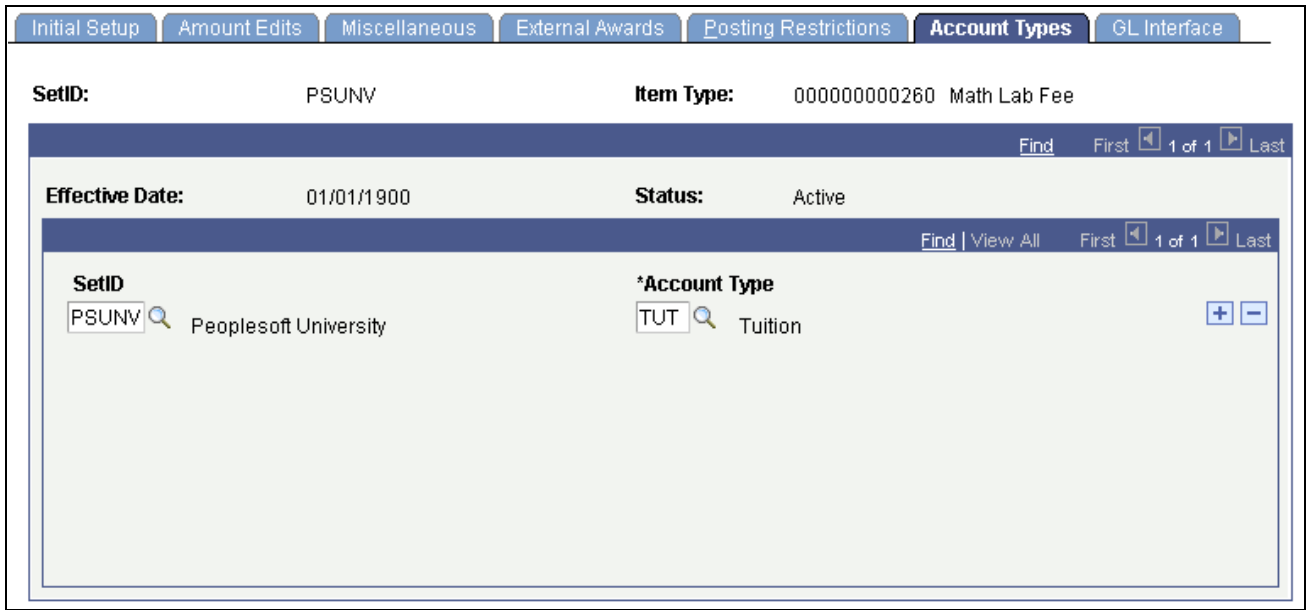 Initial Setup Amount Edits Miscellaneous External Awards Posting Restrictions Account Types GL Interface
SetID: PSUNV Item Type: 000000000260 Math Lab Fee
Find First 1 of 1 Last
Effective Date: 01/01/1900 Status: Active
Find | View All First 1 of 1 Last
SetID *Account Type
PSUNV Peoplesoft University TUT Tuition